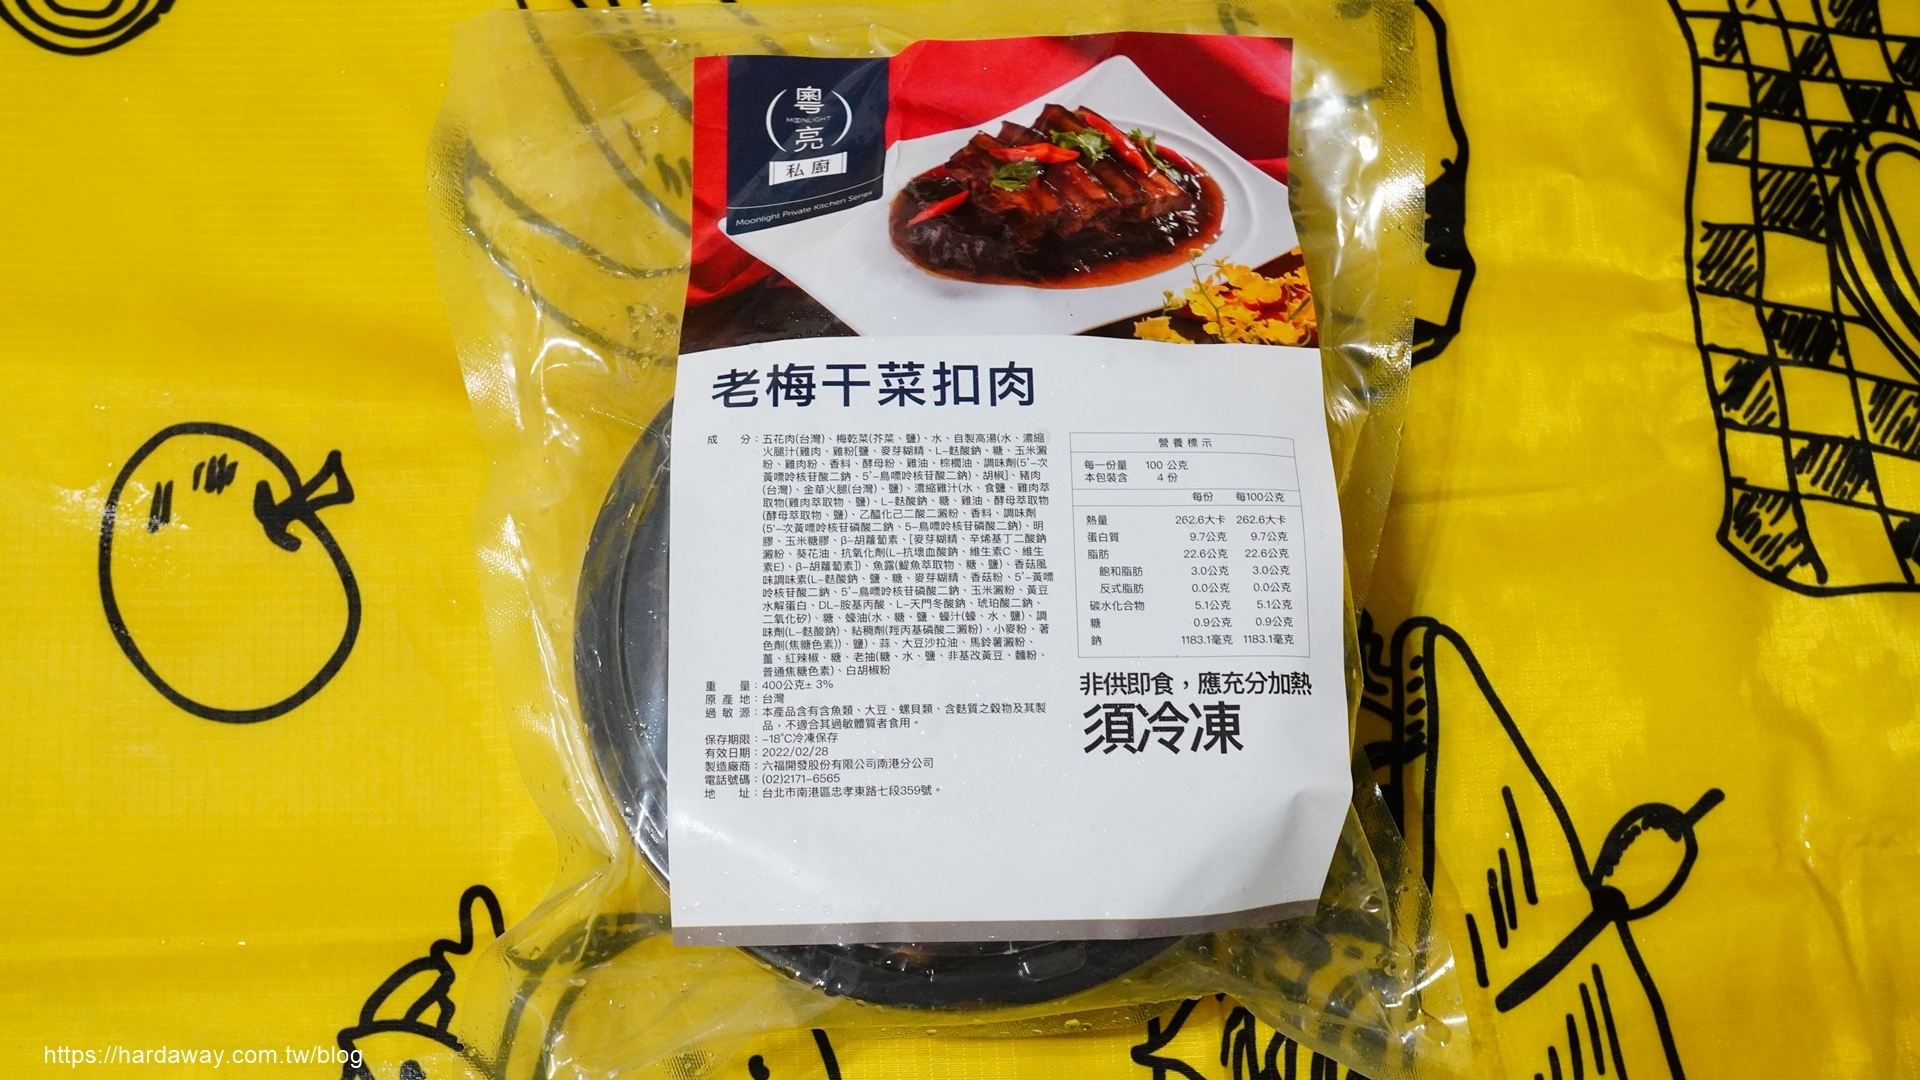 粵
MOONLIGHT
亮
私廚
Moonlight Private Kitchen Series
老梅干菜扣肉
成 分：五花肉(台灣)、梅乾菜(芥菜、鹽)、水、自製高湯(水、濃縮
火腿汁(雞肉、雞粉[鹽、麥芽糊精、L-麩酸鈉、糖、玉米澱
粉、雞肉粉、香料、酵母粉、雞油、棕櫚油、調味劑(5'-次
黃嘌呤核苷酸二鈉、5'-鳥嘌呤核苷酸二鈉)、胡椒]、豬肉
(台灣)、金華火腿(台灣)、鹽)、濃縮雞汁(水、食鹽、雞肉萃
取物(雞肉萃取物、鹽)、L-麩酸鈉、糖、雞油、酵母萃取物
(酵母萃取物、鹽)、乙醯化己二酸二澱粉、香料、調味劑
(5'-次黃嘌呤核苷磷酸二鈉、5-鳥嘌呤核苷磷酸二鈉)、明
膠、玉米糖膠、β-胡蘿蔔素、[麥芽糊精、辛烯基丁二酸鈉
澱粉、葵花油、抗氧化劑(L-抗壞血酸鈉、維生素C、維生
素E)、β-胡蘿蔔素])、魚露(鯷魚萃取物、糖、鹽)、香菇風
味調味素(L-麩酸鈉、鹽、糖、麥芽糊精、香菇粉、5'-黃嘌
呤核苷酸二鈉、5'-鳥嘌呤核苷磷酸二鈉、玉米澱粉、黃豆
水解蛋白、DL-胺基丙酸、L-天門冬酸鈉、琥珀酸二鈉、
二氧化矽)、糖、蠔油(水、糖、鹽、蠔汁(蠔、水、鹽)、調
味劑(L-麩酸鈉)、粘稠劑(羥丙基磷酸二澱粉)、小麥粉、著
色劑(焦糖色素))、鹽)、蒜、大豆沙拉油、馬鈴薯澱粉、
薑、紅辣椒、糖、老抽(糖、水、鹽、非基改黃豆、麵粉、
普通焦糖色素)、白胡椒粉
重 量：400公克±3%
原產地：台灣
過敏源：本產品含有含魚類、大豆、螺貝類、含麩質之穀物及其製
品，不適合其過敏體質者食用。
保存期限：-18°C冷凍保存
有效日期：2022/02/28
製造廠商：六福開發股份有限公司南港分公司
電話號碼：(02)2171-6565
地 址：台北市南港區忠孝東路七段359號。
營養標示
每一份量 100 公克
本包裝含 4 份
每份 每100公克
熱量 262.6大卡 262.6大卡
蛋白質 9.7公克 9.7公克
脂肪 22.6公克 22.6公克
飽和脂肪 3.0公克 3.0公克
反式脂肪 0.0公克 0.0公克
碳水化合物 5.1公克 5.1公克
糖 0.9公克 0.9公克
鈉 1183.1毫克 1183.1毫克
非供即食，應充分加熱
須冷凍
https://hardaway.com.tw/blog